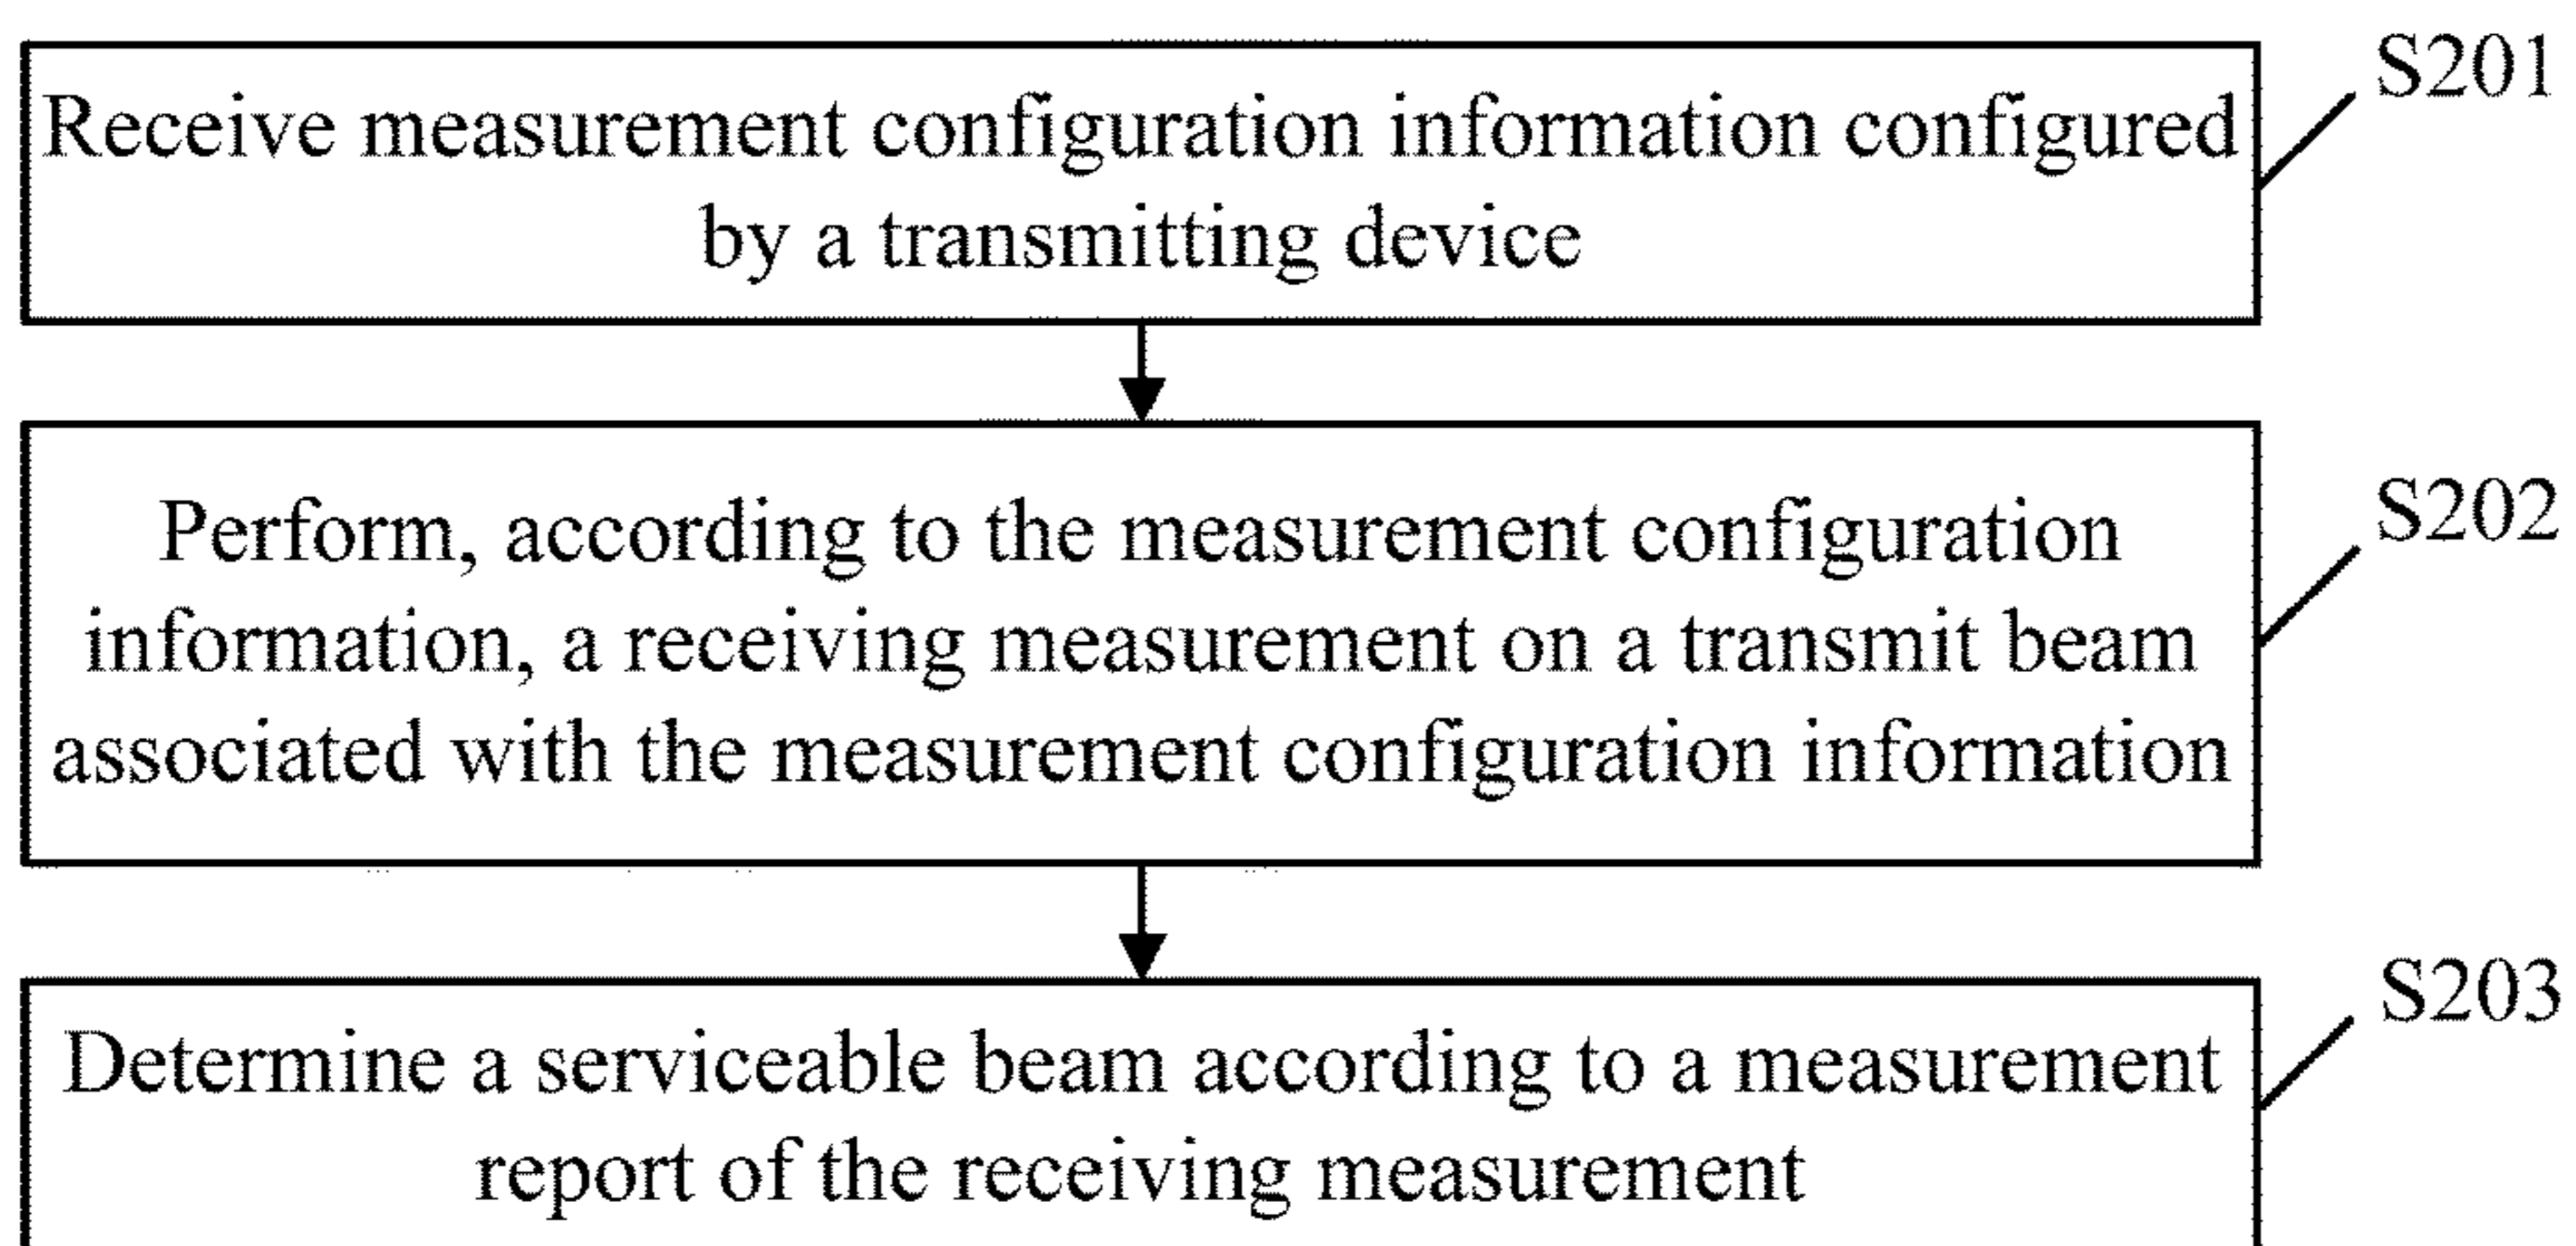 Receive measurement configuration information configured
by a transmitting device
S201
Perform, according to the measurement configuration
information, a receiving measurement on a transmit beam
associated with the measurement configuration information
S202
Determine a serviceable beam according to a measurement
report of the receiving measurement
S203